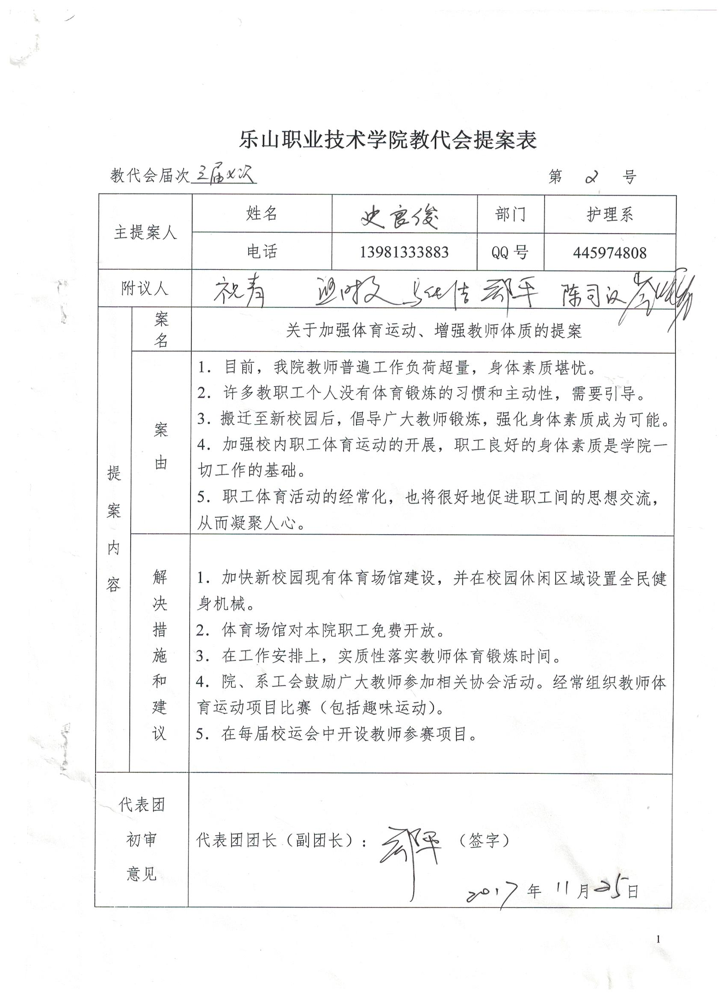 乐山职业技术学院教代会提案表
教代会届次 三届 次 第 2 号
主提案人 姓名 史良俊 部门 护理系
电话 13981333883 QQ号 445974808
附议人 祝青 邓平 陈司汉
提案内容
案名 关于加强体育运动、增强教师体质的提案
案由
1. 目前，我院教师普遍工作负荷超量，身体素质堪忧。
2. 许多教职工个人没有体育锻炼的习惯和主动性，需要引导。
3. 搬迁至新校园后，倡导广大教师锻炼，强化身体素质成为可能。
4. 加强校内职工体育运动的开展，职工良好的身体素质是学院一
切工作的基础。
5. 职工体育活动的经常化，也将很好地促进职工间的思想交流，
从而凝聚人心。
解决措施和建议
1. 加快新校园现有体育场馆建设，并在校园休闲区域设置全民健
身机械。
2. 体育场馆对本院职工免费开放。
3. 在工作安排上，实质性落实教师体育锻炼时间。
4. 院、系工会鼓励广大教师参加相关协会活动。经常组织教师体
育运动项目比赛（包括趣味运动）。
5. 在每届校运会中开设教师参赛项目。
代表团
初审
意见
代表团团长（副团长）： 邓平 （签字）
2017 年 11 月 25 日
1